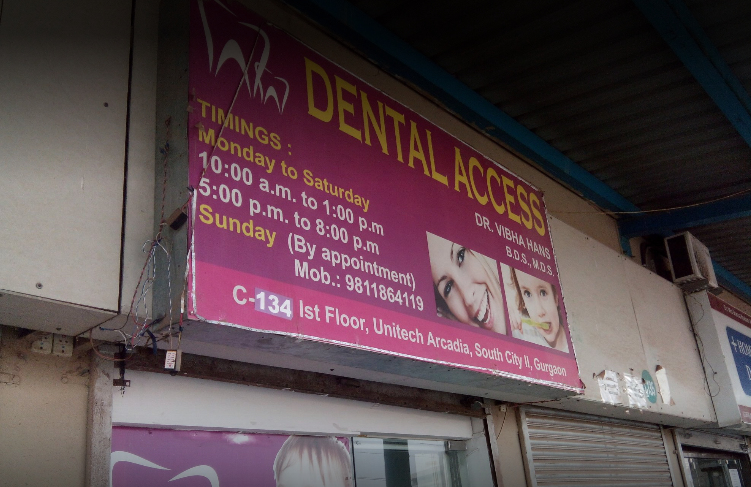 DENTAL ACCESS
DR. VIBHA HANS
B.D.S., M.D.S.
TIMINGS :
Monday to Saturday
10:00 a.m. to 1:00 p.m
5:00 p.m. to 8:00 p.m
Sunday (By appointment)
Mob.: 9811864119
C-134 Ist Floor, Unitech Arcadia, South City II, Gurgaon